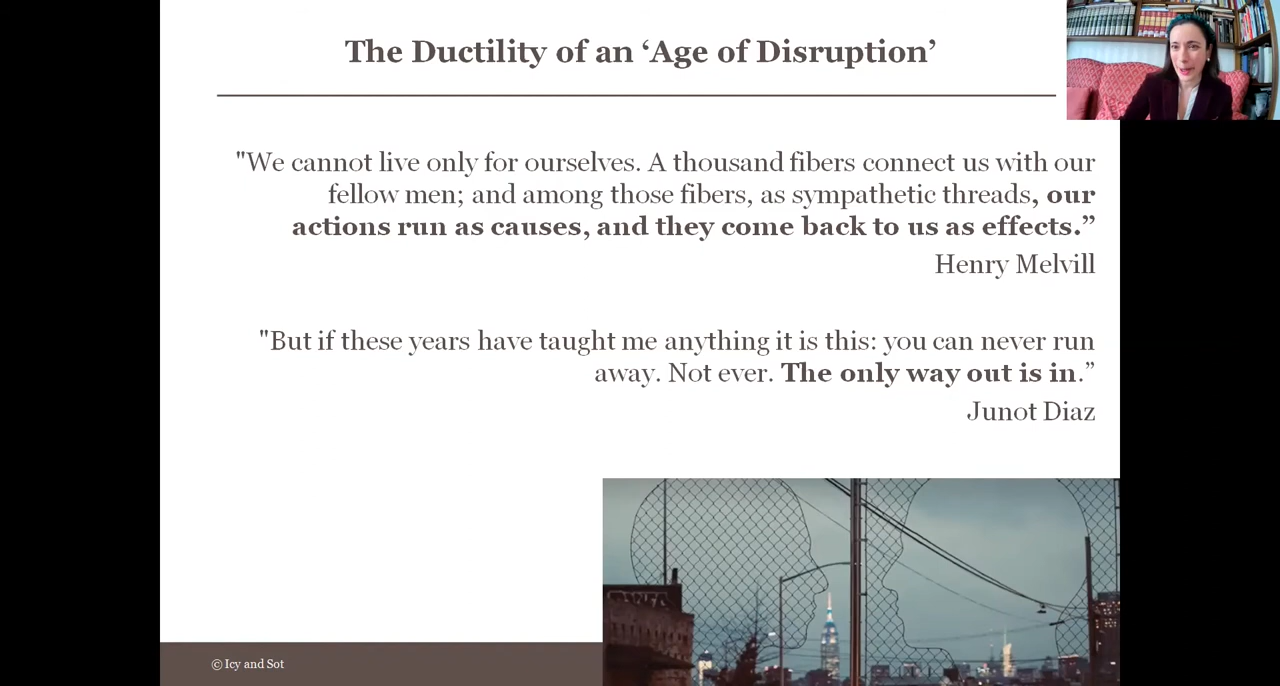 The Ductility of an ‘Age of Disruption’
"We cannot live only for ourselves. A thousand fibers connect us with our
fellow men; and among those fibers, as sympathetic threads, our
actions run as causes, and they come back to us as effects.”
Henry Melvill
"But if these years have taught me anything it is this: you can never run
away. Not ever. The only way out is in.”
Junot Diaz
© Icy and Sot